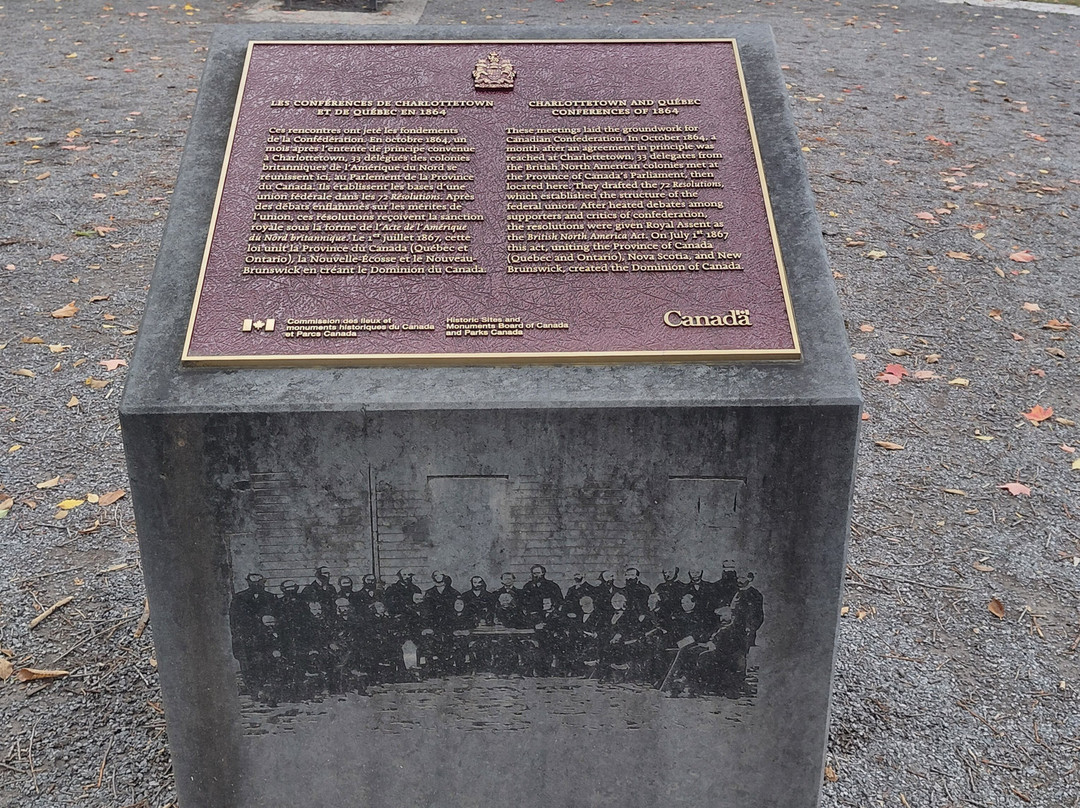 LES CONFÉRENCES DE CHARLOTTETOWN
ET DE QUÉBEC EN 1864
Ces rencontres ont jeté les fondements
de la Confédération. En octobre 1864, un
mois après l'entente de principe convenue
à Charlottetown, 33 délégués des colonies
britanniques de l'Amérique du Nord se
réunissent ici, au Parlement de la Province
du Canada. Ils établissent les bases d'une
union fédérale dans les 72 Résolutions. Après
des débats enflammés sur les mérites de
l'union, ces résolutions reçoivent la sanction
royale sous la forme de l'Acte de l'Amérique
du Nord britannique. Le 1er juillet 1867, cette
loi unit la Province du Canada (Québec et
Ontario), la Nouvelle-Écosse et le Nouveau-
Brunswick en créant le Dominion du Canada.
CHARLOTTETOWN AND QUÉBEC
CONFERENCES OF 1864
These meetings laid the groundwork for
Canadian Confederation. In October 1864, a
month after an agreement in principle was
reached at Charlottetown, 33 delegates from
the British North American colonies met at
the Province of Canada's Parliament, then
located here. They drafted the 72 Resolutions,
which established the structure of the
federal union. After heated debates among
supporters and critics of confederation,
the resolutions were given Royal Assent as
the British North America Act. On July 1st 1867
this act, uniting the Province of Canada
(Quebec and Ontario), Nova Scotia, and New
Brunswick, created the Dominion of Canada.
Commission des lieux et
monuments historiques du Canada
et Parcs Canada
Historic Sites and
Monuments Board of Canada
and Parks Canada
Canada